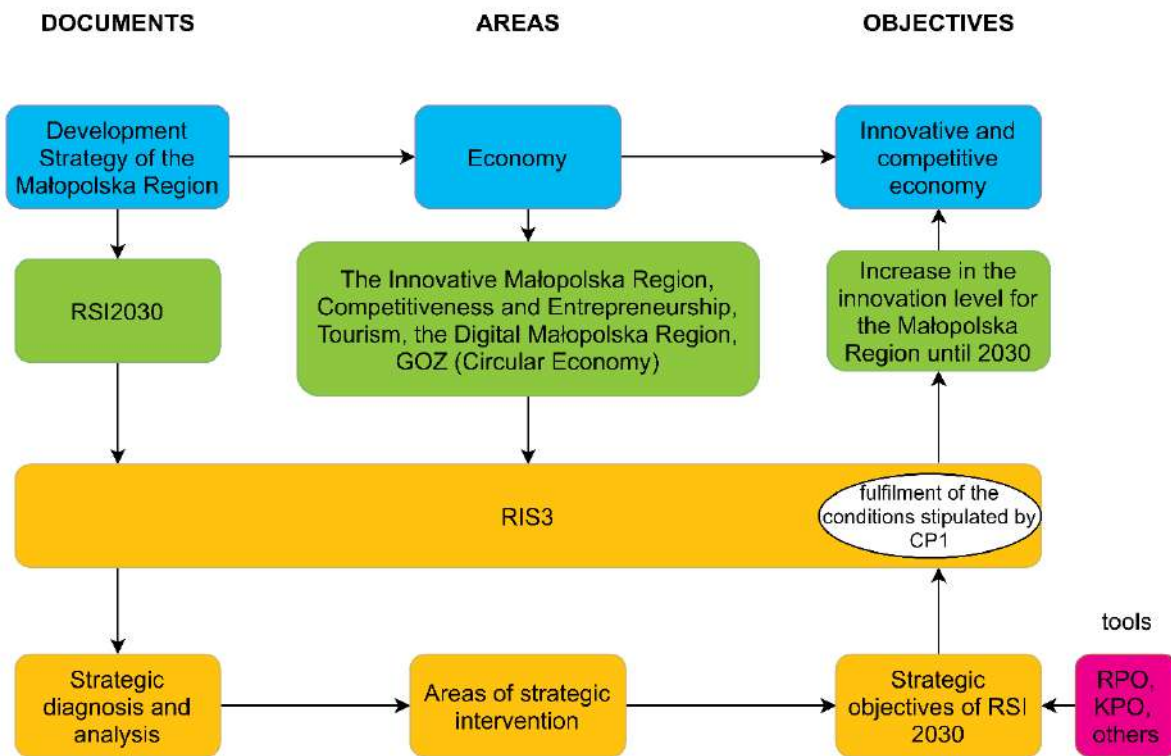 DOCUMENTS
AREAS
OBJECTIVES
Development
Strategy of the
Małopolska Region
Economy
Innovative and
competitive
economy
RSI2030
The Innovative Małopolska Region,
Competitiveness and Entrepreneurship,
Tourism, the Digital Małopolska Region,
GOZ (Circular Economy)
Increase in the
innovation level for
the Małopolska
Region until 2030
RIS3
fulfilment of the
conditions stipulated by
CP1
tools
Strategic
diagnosis and
analysis
Areas of strategic
intervention
Strategic
objectives of RSI
2030
RPO,
KPO,
others